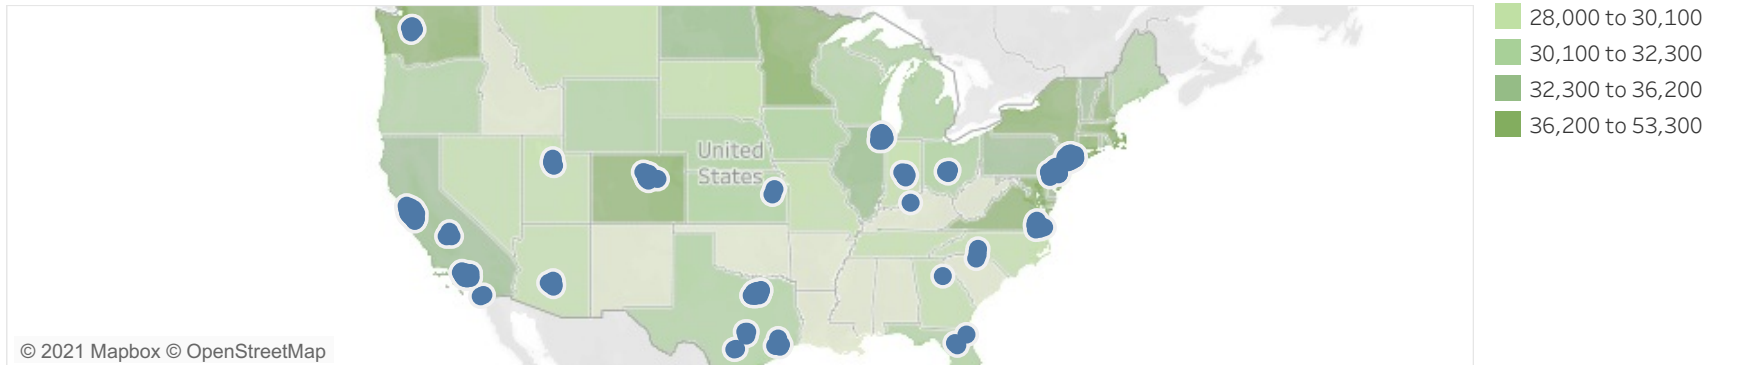 28,000 to 30,100
30,100 to 32,300
32,300 to 36,200
36,200 to 53,300
United
States
© 2021 Mapbox © OpenStreetMap